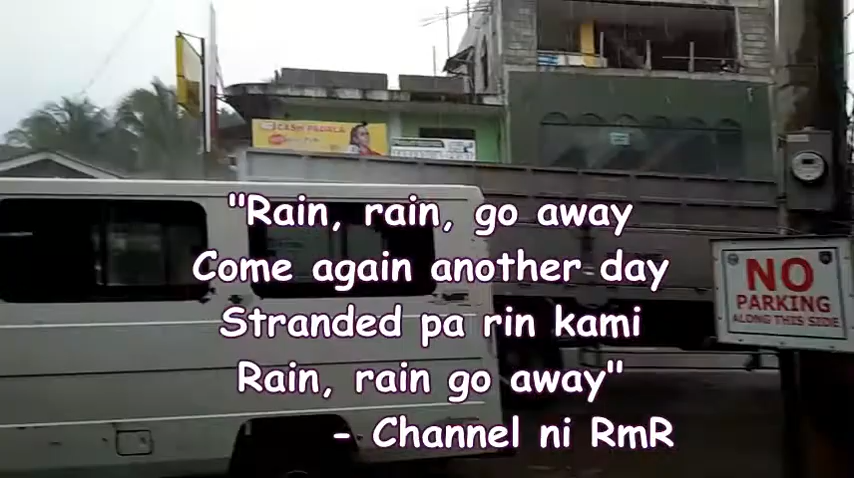 CASH PADALA
"Rain, rain, go away
Come again another day
Stranded pa rin kami
Rain, rain go away"
- Channel ni RmR
NO
PARKING
ALONG THIS SIDE